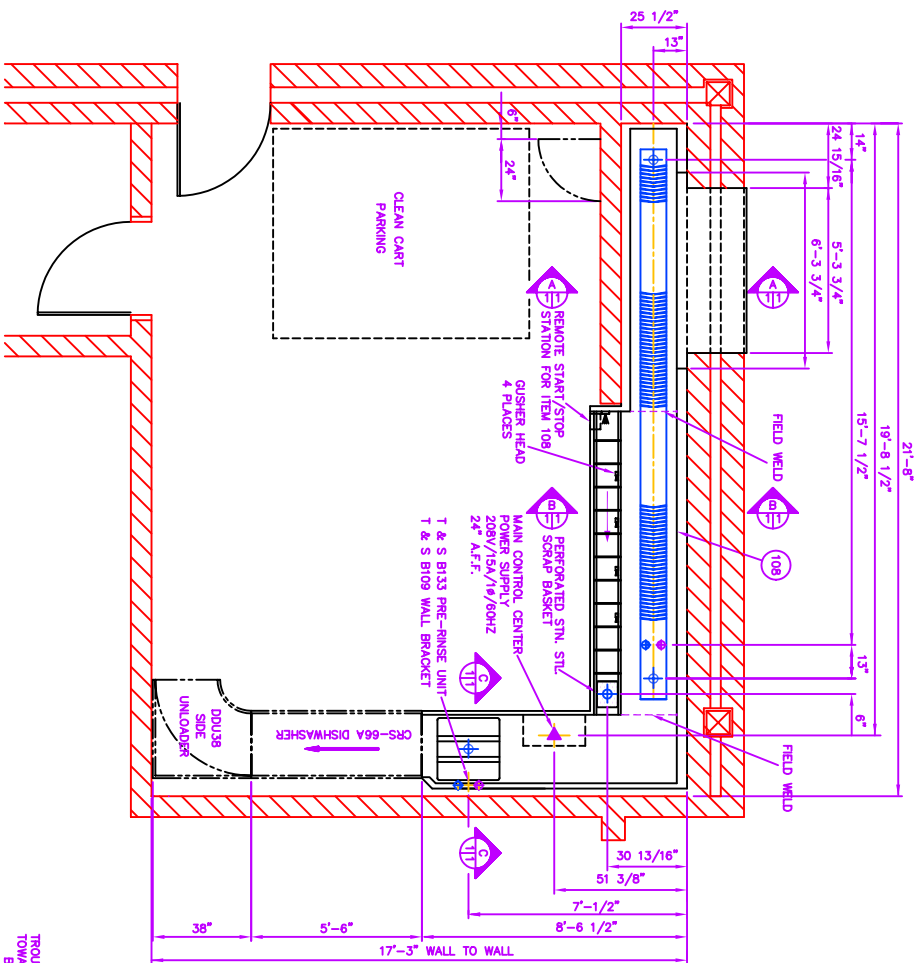 25 1/2"
13"
6"
24"
14"
24 15/16"
5'-3 3/4"
6'-3 3/4"
15'-7 1/2"
19'-8 1/2"
21'-8"
13"
6"
CLEAN CART
PARKING
A
1 1
A
1 1
REMOTE START/STOP
STATION FOR ITEM 108
GUSHER HEAD
4 PLACES
FIELD WELD
B
1 1
B
1 1
108
PERFORATED STN. STL.
SCRAP BASKET
MAIN CONTROL CENTER
POWER SUPPLY
208V/15A/1ø/60HZ
24" A.F.F.
T & S B133 PRE-RINSE UNIT
T & S B109 WALL BRACKET
C
1 1
C
1 1
FIELD WELD
DDU38
SIDE
UNLOADER
CRS-66A DISHWASHER
30 13/16"
51 3/8"
7'-1/2"
38"
5'-6"
8'-6 1/2"
17'-3" WALL TO WALL
TROU
TOWA
E